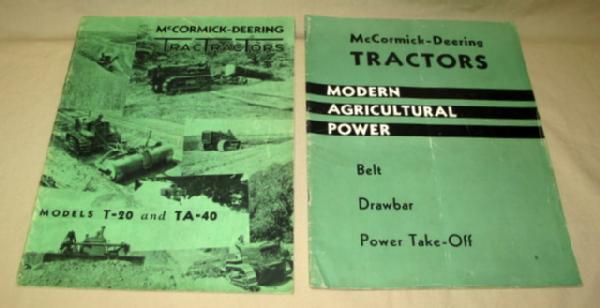 McCORMICK-DEERING
TRACTRACTORS
MODELS T-20 and TA-40
McCormick-Deering
TRACTORS
MODERN
AGRICULTURAL
POWER
Belt
Drawbar
Power Take-Off